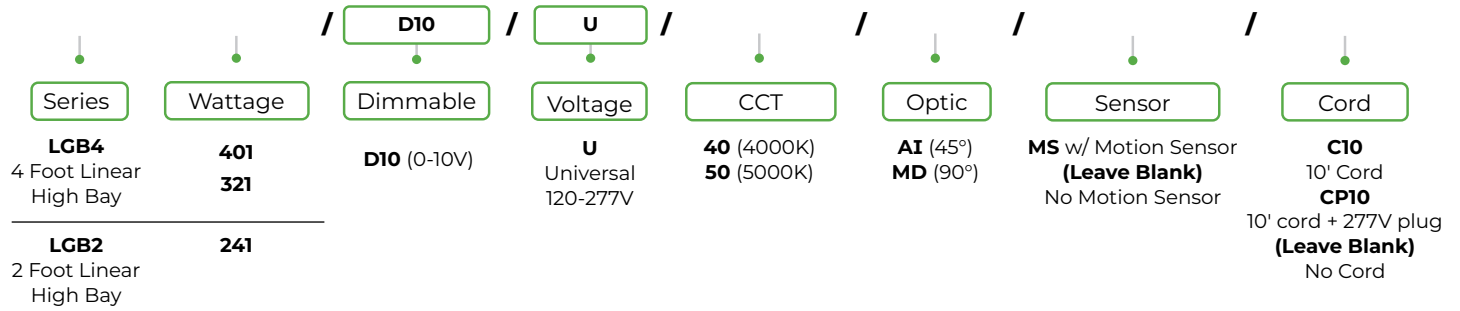 / D10 / U / / / /
Series Wattage Dimmable Voltage CCT Optic Sensor Cord
LGB4
4 Foot Linear
High Bay
401
321
LGB2
2 Foot Linear
High Bay
241
D10 (0-10V)
U
Universal
120-277V
40 (4000K)
50 (5000K)
AI (45°)
MD (90°)
MS w/ Motion Sensor
(Leave Blank)
No Motion Sensor
C10
10' Cord
CP10
10' cord + 277V plug
(Leave Blank)
No Cord